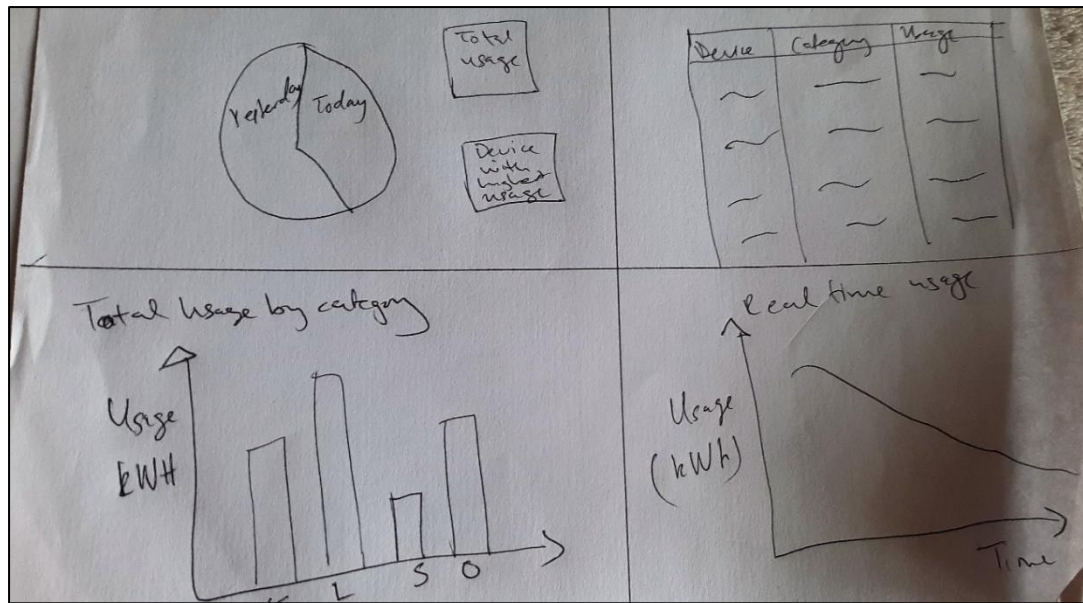 Yesterday
Today
Total
usage
Device
with
highest
usage
Device Category Usage
Total Usage by category
Usage
kWH
L S O
Real time usage
Usage
(kWh)
Time